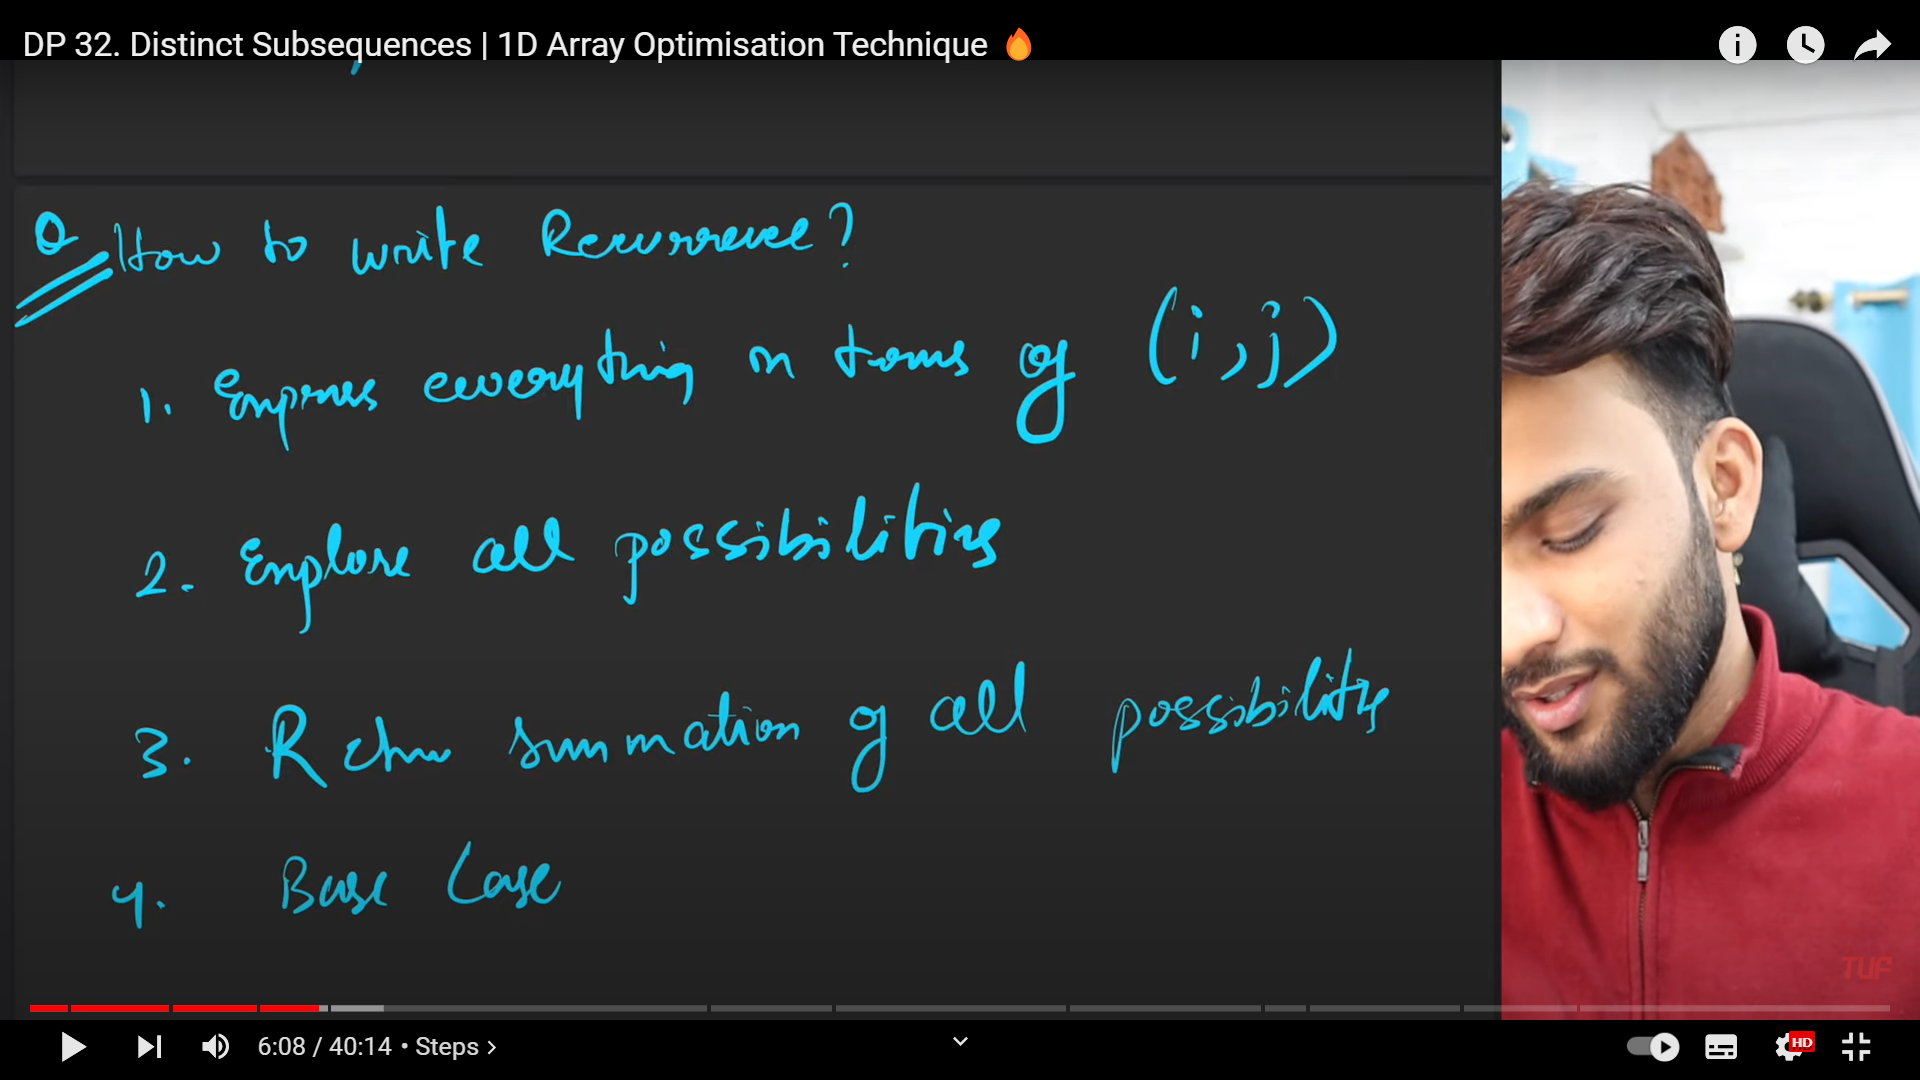 DP 32. Distinct Subsequences | 1D Array Optimisation Technique 🔥
Q How to write Recurrence?
1. Express everything in terms of (i,j)
2. Explore all possibilities
3. Return summation of all possibilities
4. Base Case
TUF
6:08 / 40:14 • Steps >
HD